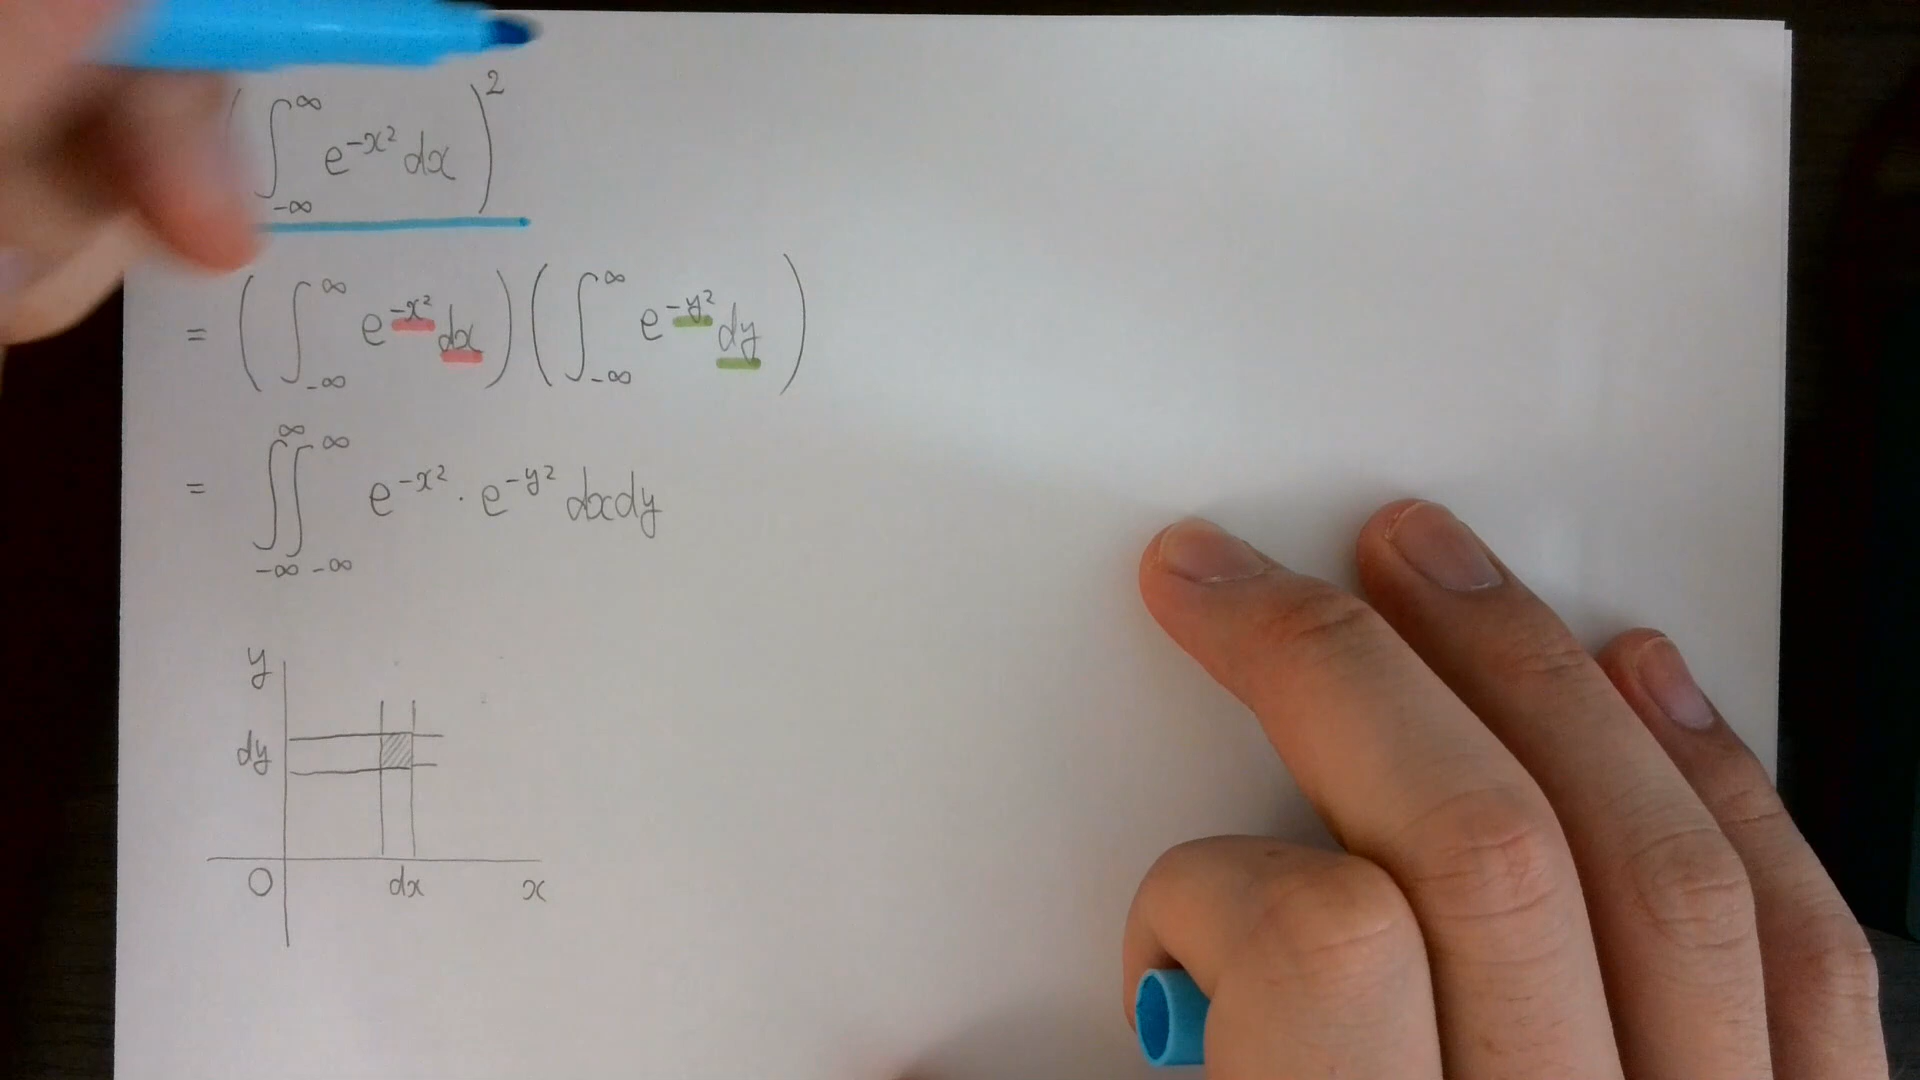 (∫_{-∞}^{∞} e^{-x²} dx)²
= (∫_{-∞}^{∞} e^{-x²} dx) (∫_{-∞}^{∞} e^{-y²} dy)
= ∫_{-∞}^{∞} ∫_{-∞}^{∞} e^{-x²} · e^{-y²} dxdy
y
dy
O dx x